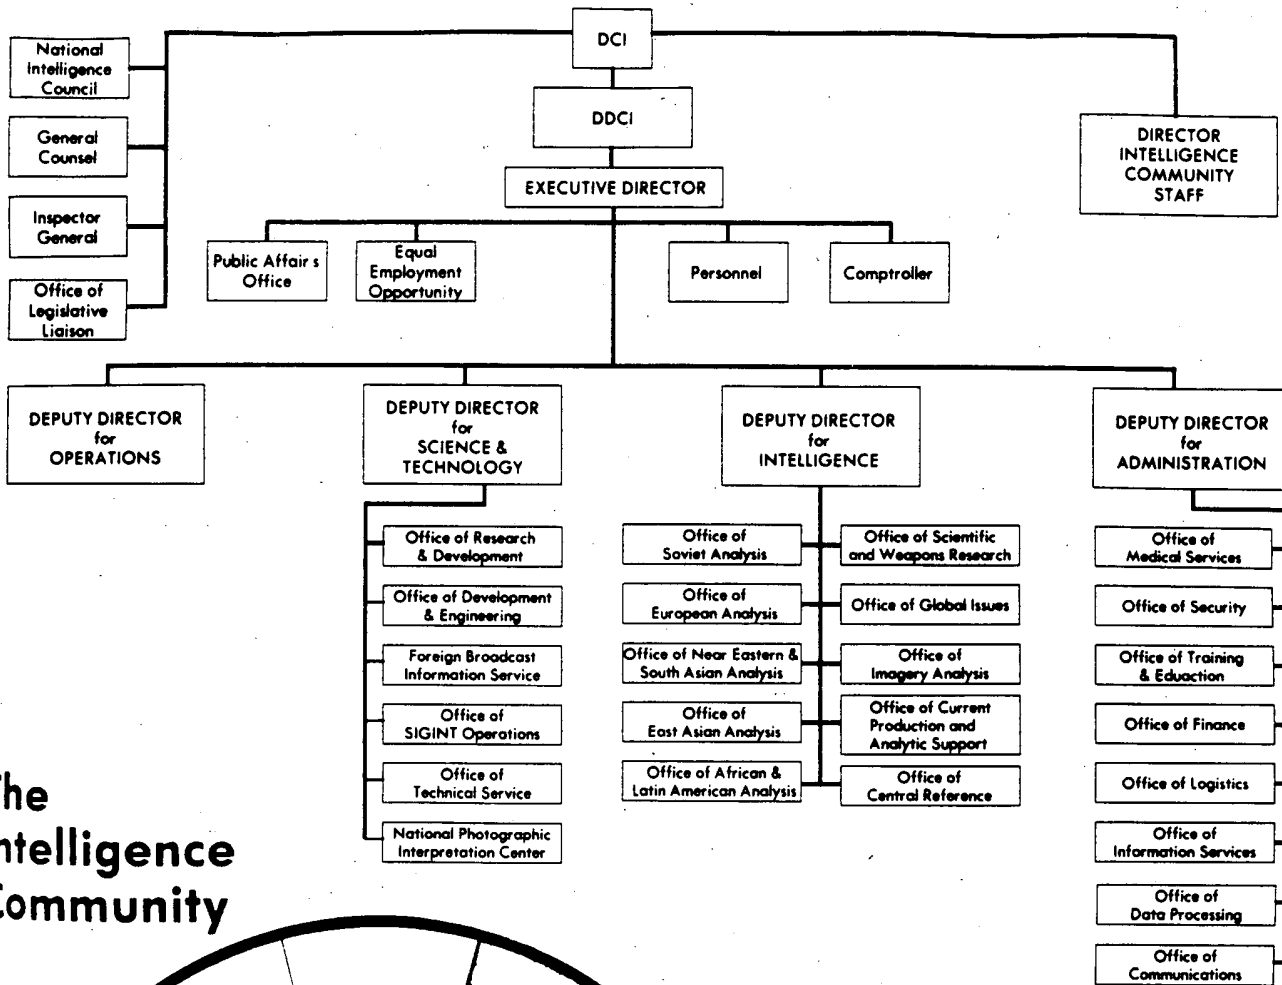 DCI
National
Intelligence
Council
DDCI
General
Counsel
DIRECTOR
INTELLIGENCE
COMMUNITY
STAFF
EXECUTIVE DIRECTOR
Inspector
General
Public Affair s
Office
Equal
Employment
Opportunity
Personnel
Comptroller
Office of
Legislative
Liaison
DEPUTY DIRECTOR
for
OPERATIONS
DEPUTY DIRECTOR
for
SCIENCE &
TECHNOLOGY
DEPUTY DIRECTOR
for
INTELLIGENCE
DEPUTY DIRECTOR
for
ADMINISTRATION
Office of Research
& Development
Office of Development
& Engineering
Foreign Broadcast
Information Service
Office of
SIGINT Operations
Office of
Technical Service
National Photographic
Interpretation Center
Office of
Soviet Analysis
Office of
European Analysis
Office of Near Eastern &
South Asian Analysis
Office of
East Asian Analysis
Office of African &
Latin American Analysis
Office of Scientific
and Weapons Research
Office of Global Issues
Office of
Imagery Analysis
Office of Current
Production and
Analytic Support
Office of
Central Reference
Office of
Medical Services
Office of Security
Office of Training
& Eduaction
Office of Finance
Office of Logistics
Office of
Information Services
Office of
Data Processing
Office of
Communications
The
Intelligence
Community